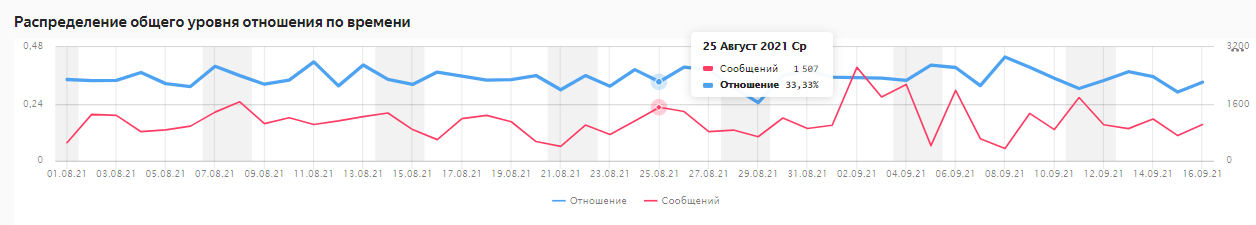 Распределение общего уровня отношения по времени
25 Август 2021 Ср
Сообщений 1 507
Отношение 33,33%
0,48
0,24
0
3200
1600
0
01.08.21 03.08.21 05.08.21 07.08.21 09.08.21 11.08.21 13.08.21 15.08.21 17.08.21 19.08.21 21.08.21 23.08.21 25.08.21 27.08.21 29.08.21 31.08.21 02.09.21 04.09.21 06.09.21 08.09.21 10.09.21 12.09.21 14.09.21 16.09.21
Отношение Сообщений